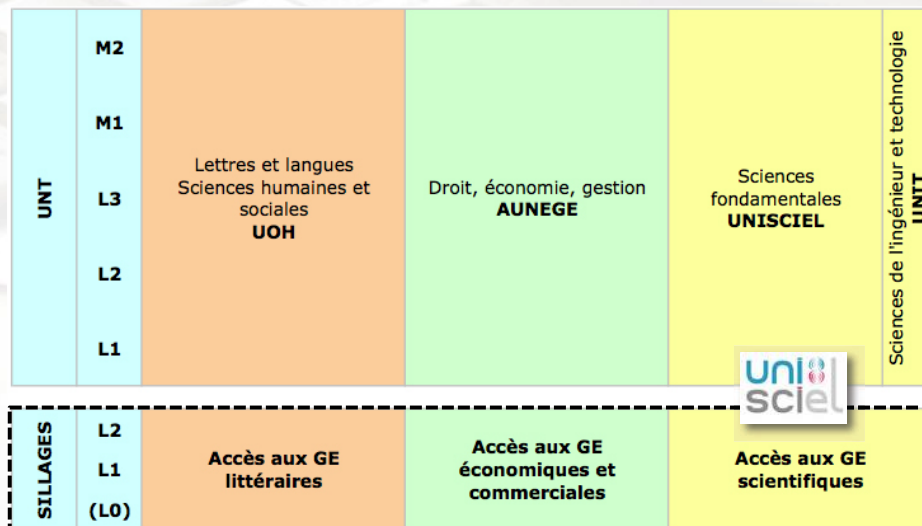 UNT
M2
M1
L3
L2
L1
Lettres et langues
Sciences humaines et
sociales
UOH
Droit, économie, gestion
AUNEGE
Sciences
fondamentales
UNISCIEL
Sciences de l'ingénieur et technologie
UNIT
uni
sciel
SILLAGES
L2
L1
(L0)
Accès aux GE
littéraires
Accès aux GE
économiques et
commerciales
Accès aux GE
scientifiques